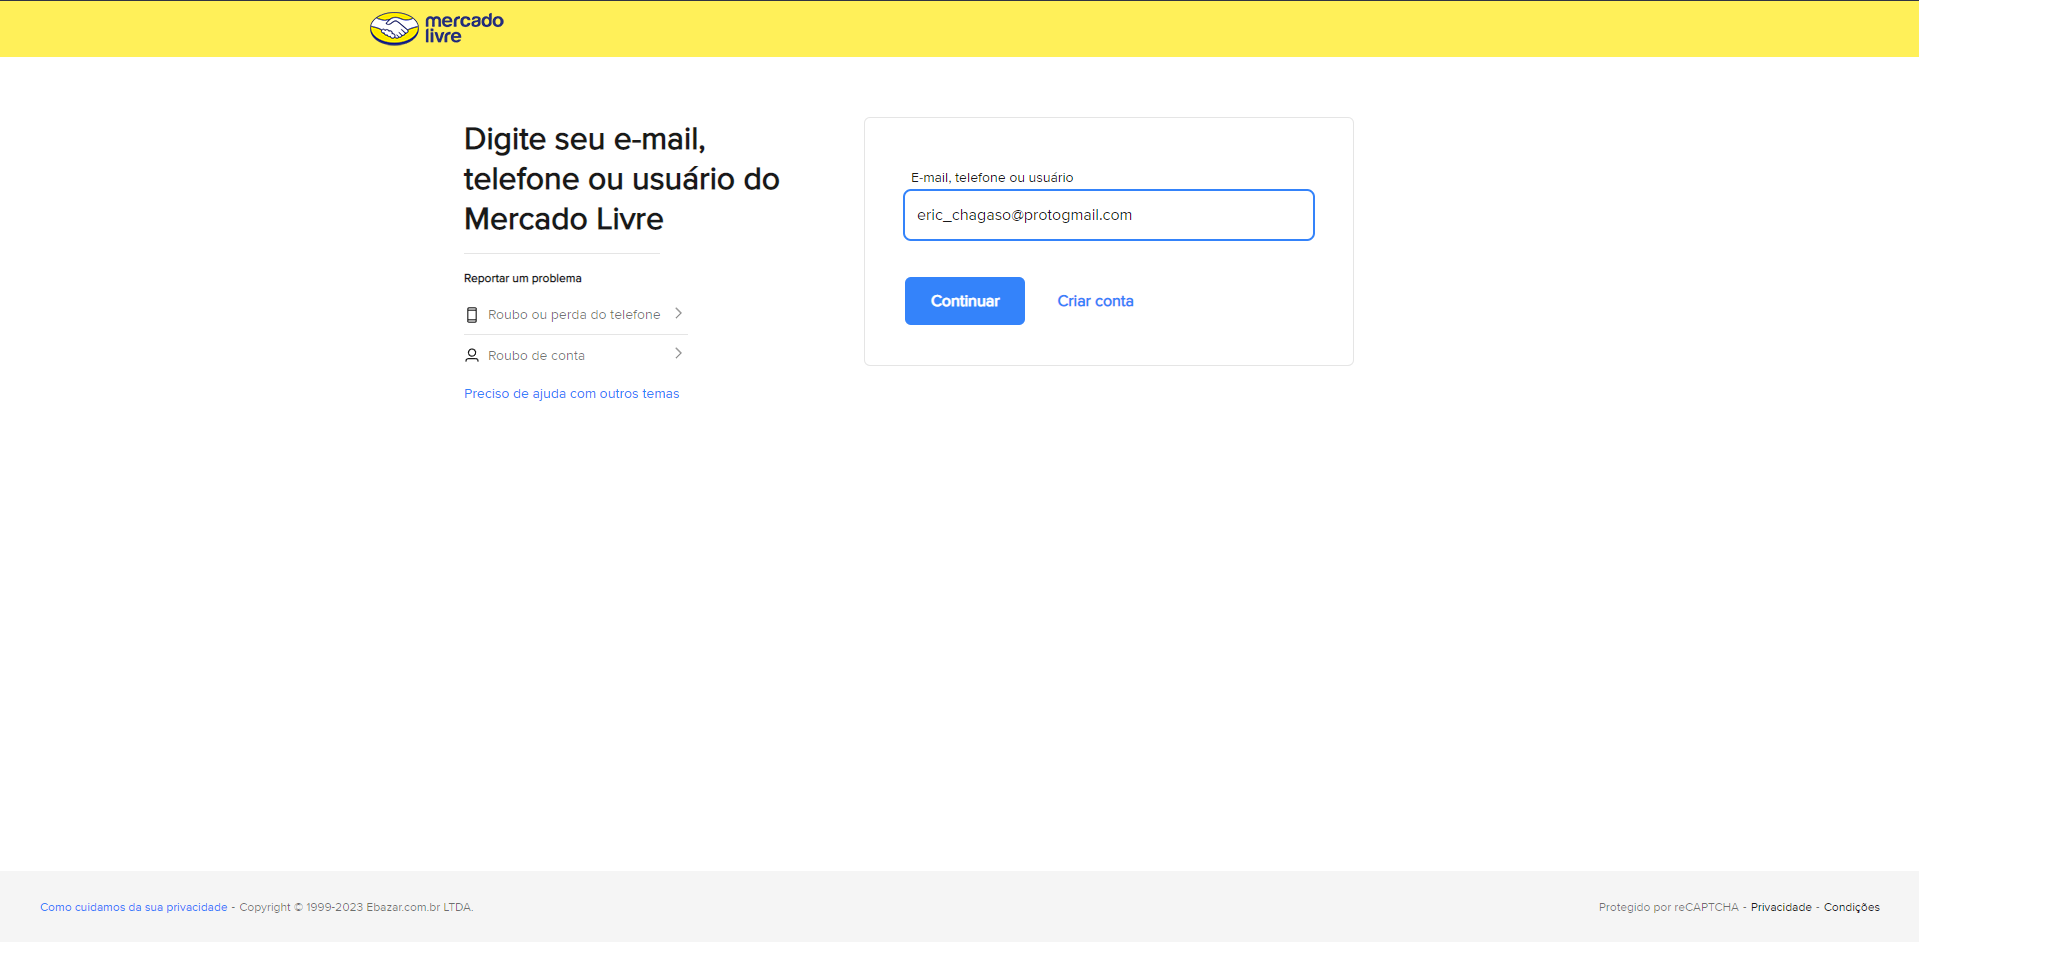 mercado
livre
Digite seu e-mail,
telefone ou usuário do
Mercado Livre
Reportar um problema
Roubo ou perda do telefone
Roubo de conta
Preciso de ajuda com outros temas
E-mail, telefone ou usuário
eric_chagaso@protogmail.com
Continuar Criar conta
Como cuidamos da sua privacidade - Copyright © 1999-2023 Ebazar.com.br LTDA.
Protegido por reCAPTCHA - Privacidade - Condições